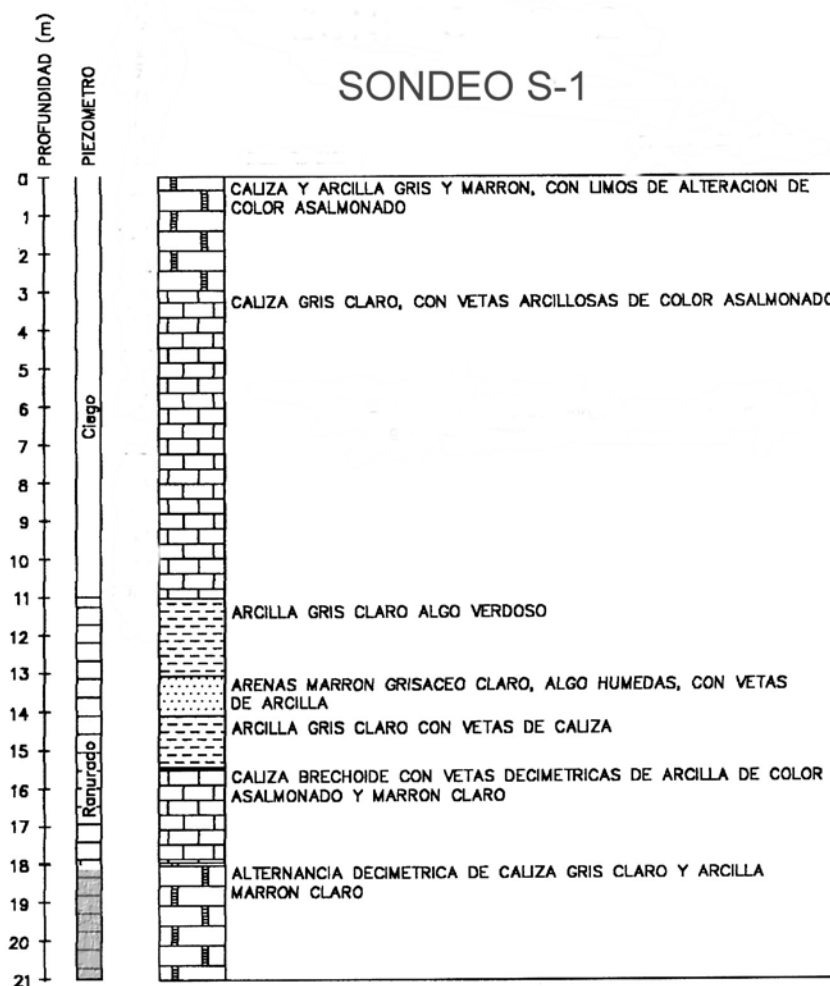 SONDEO S-1
PROFUNDIDAD (m)
PIEZOMETRO
0
1
2
3
4
5
6
7
8
9
10
11
12
13
14
15
16
17
18
19
20
21
Ciego
Ranurado
CALIZA Y ARCILLA GRIS Y MARRON, CON LIMOS DE ALTERACION DE
COLOR ASALMONADO
CALIZA GRIS CLARO, CON VETAS ARCILLOSAS DE COLOR ASALMONADO
ARCILLA GRIS CLARO ALGO VERDOSO
ARENAS MARRON GRISACEO CLARO, ALGO HUMEDAS, CON VETAS
DE ARCILLA
ARCILLA GRIS CLARO CON VETAS DE CALIZA
CALIZA BRECHOIDE CON VETAS DECIMETRICAS DE ARCILLA DE COLOR
ASALMONADO Y MARRON CLARO
ALTERNANCIA DECIMETRICA DE CALIZA GRIS CLARO Y ARCILLA
MARRON CLARO